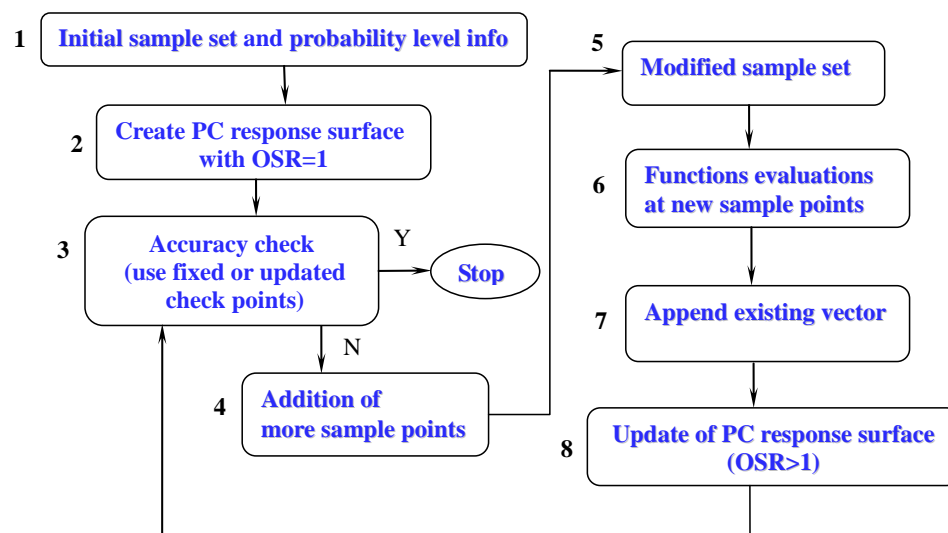 1
Initial sample set and probability level info
2
Create PC response surface
with OSR=1
3
Accuracy check
(use fixed or updated
check points)
Y
Stop
N
4
Addition of
more sample points
5
Modified sample set
6
Functions evaluations
at new sample points
7
Append existing vector
8
Update of PC response surface
(OSR>1)